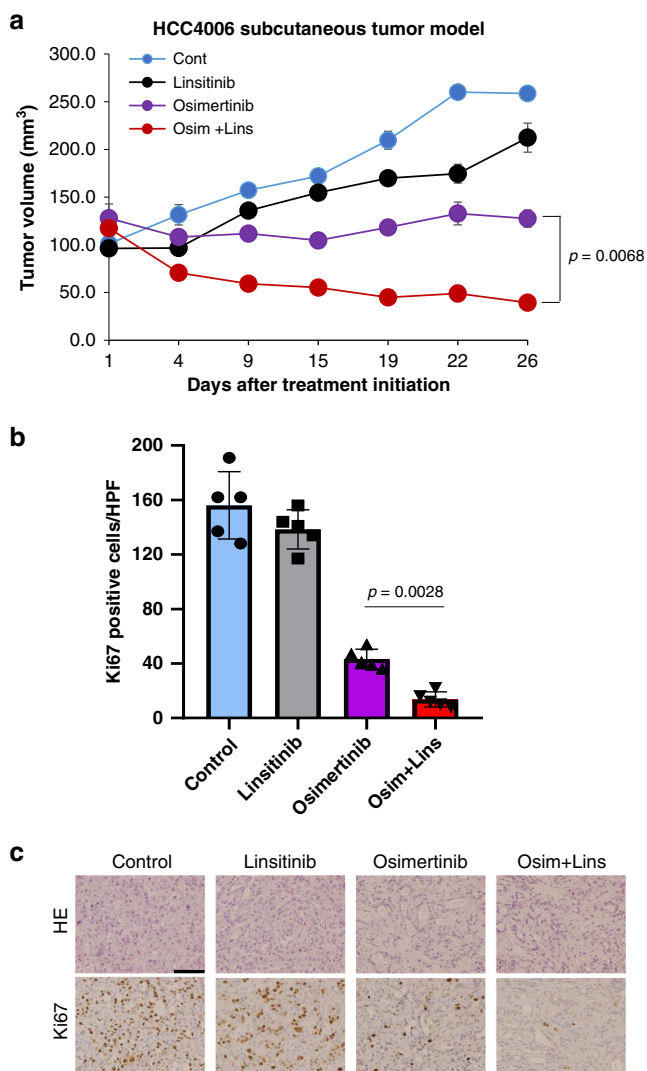 a
HCC4006 subcutaneous tumor model
300.0
250.0
200.0
150.0
100.0
50.0
0.0
Tumor volume (mm³)
Cont
Linsitinib
Osimertinib
Osim +Lins
p = 0.0068
1 4 9 15 19 22 26
Days after treatment initiation
b
200
160
120
80
40
0
Ki67 positive cells/HPF
p = 0.0028
Control
Linsitinib
Osimertinib
Osim+Lins
c
Control Linsitinib Osimertinib Osim+Lins
HE
Ki67